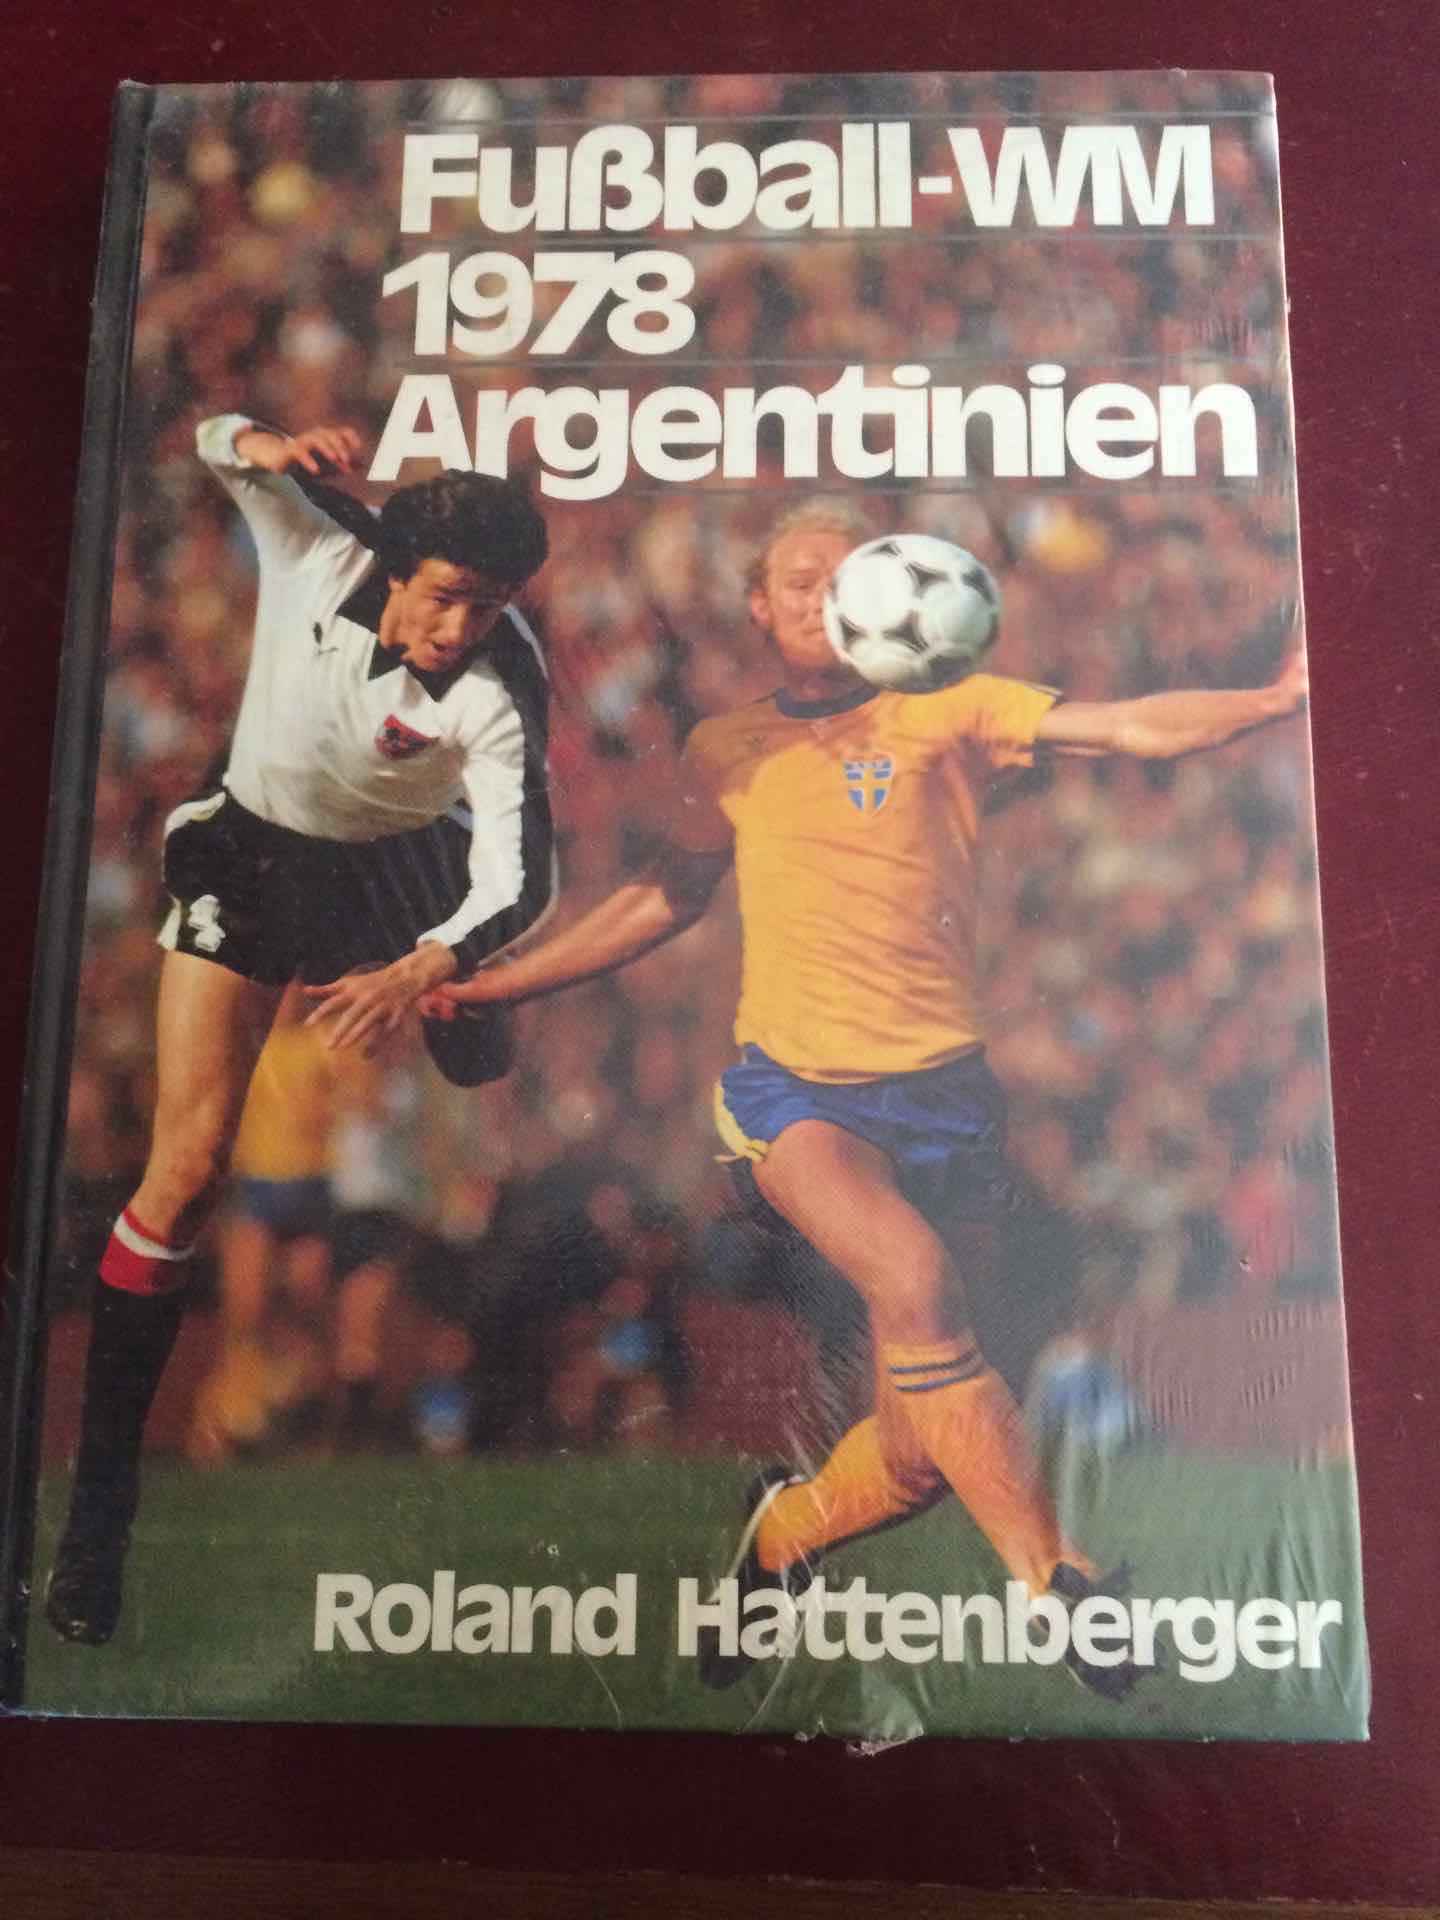 Fußball-WM
1978
Argentinien
Roland Hattenberger